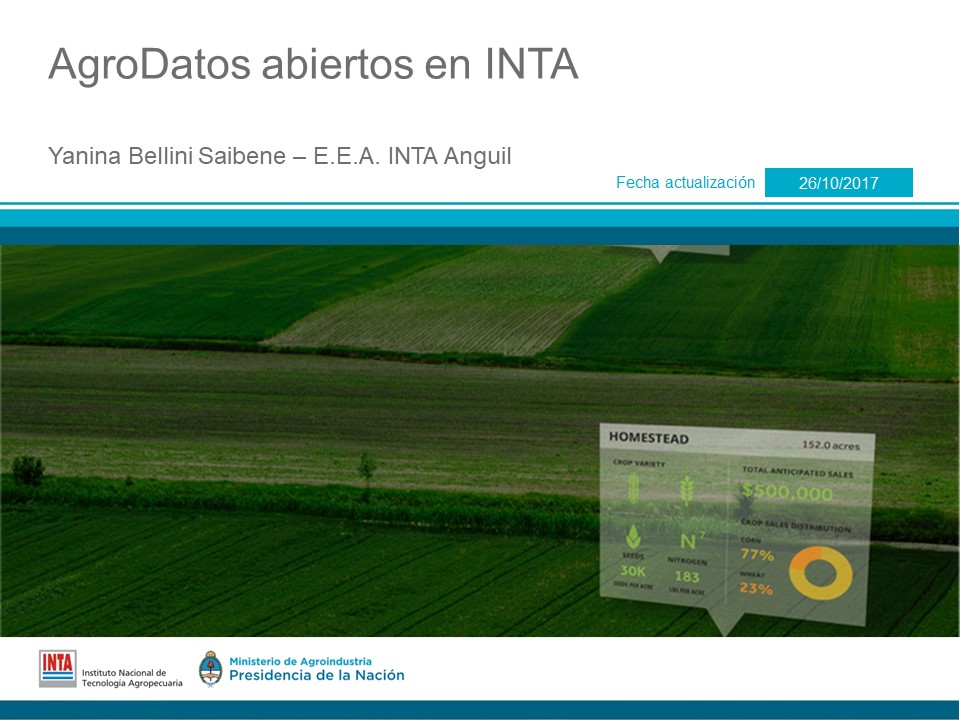 AgroDatos abiertos en INTA
Yanina Bellini Saibene – E.E.A. INTA Anguil
Fecha actualización
26/10/2017
HOMESTEAD
152.0 acres
CROP VARIETY
TOTAL ANTICIPATED SALES
$500,000
CROP SALES DISTRIBUTION
N 7
SEEDS
30K
SEEDS PER ACRE
NITROGEN
183
LBS PER ACRE
CORN
77%
WHEAT
23%
INTA
Instituto Nacional de
Tecnología Agropecuaria
Ministerio de Agroindustria
Presidencia de la Nación